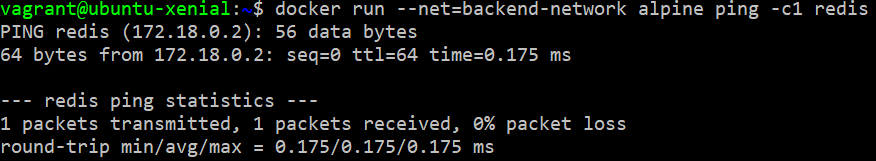 vagrant@ubuntu-xenial:~$ docker run --net=backend-network alpine ping -c1 redis
PING redis (172.18.0.2): 56 data bytes
64 bytes from 172.18.0.2: seq=0 ttl=64 time=0.175 ms

--- redis ping statistics ---
1 packets transmitted, 1 packets received, 0% packet loss
round-trip min/avg/max = 0.175/0.175/0.175 ms